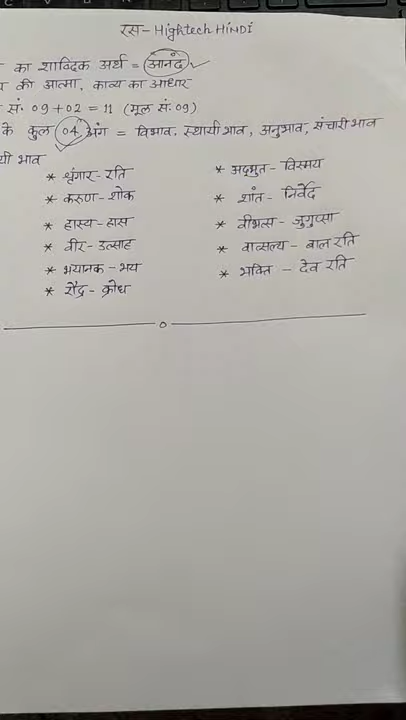 रस - Hightech HINDI
का शाब्दिक अर्थ = आनंद
की आत्मा, काव्य का आधार
सं. 09 + 02 = 11 (मूल सं. 09)
के कुल 04 अंग = विभाव. स्थायी भाव, अनुभाव, संचारी भाव
यी भाव
* श्रृंगार - रति
* करुण - शोक
* हास्य - हास
* वीर - उत्साह
* भयानक - भय
* रौद्र - क्रोध
* अद्भुत - विस्मय
* शांत - निर्वेद
* वीभत्स - जुगुप्सा
* वात्सल्य - बाल रति
* भक्ति - देव रति